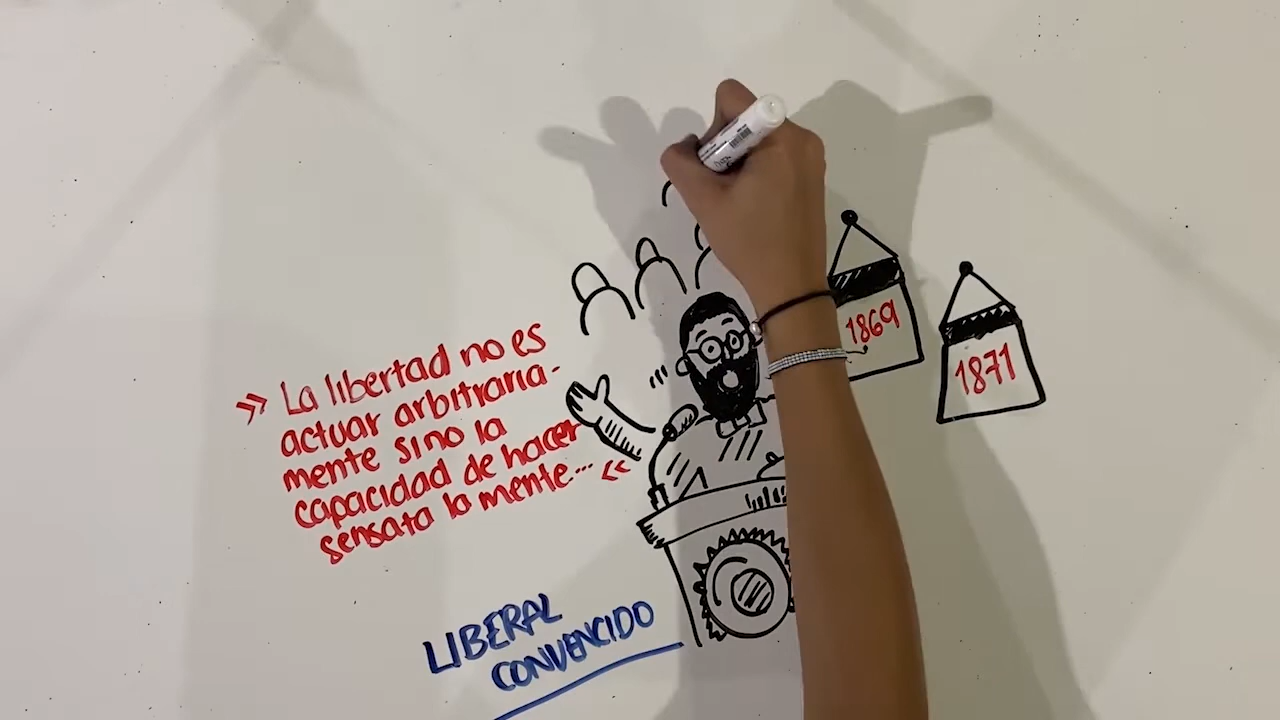 » La libertad no es
actuar arbitraria-
mente sino la
capacidad de hacer
sensata la mente... «
LIBERAL
CONVENCIDO
1869
1871